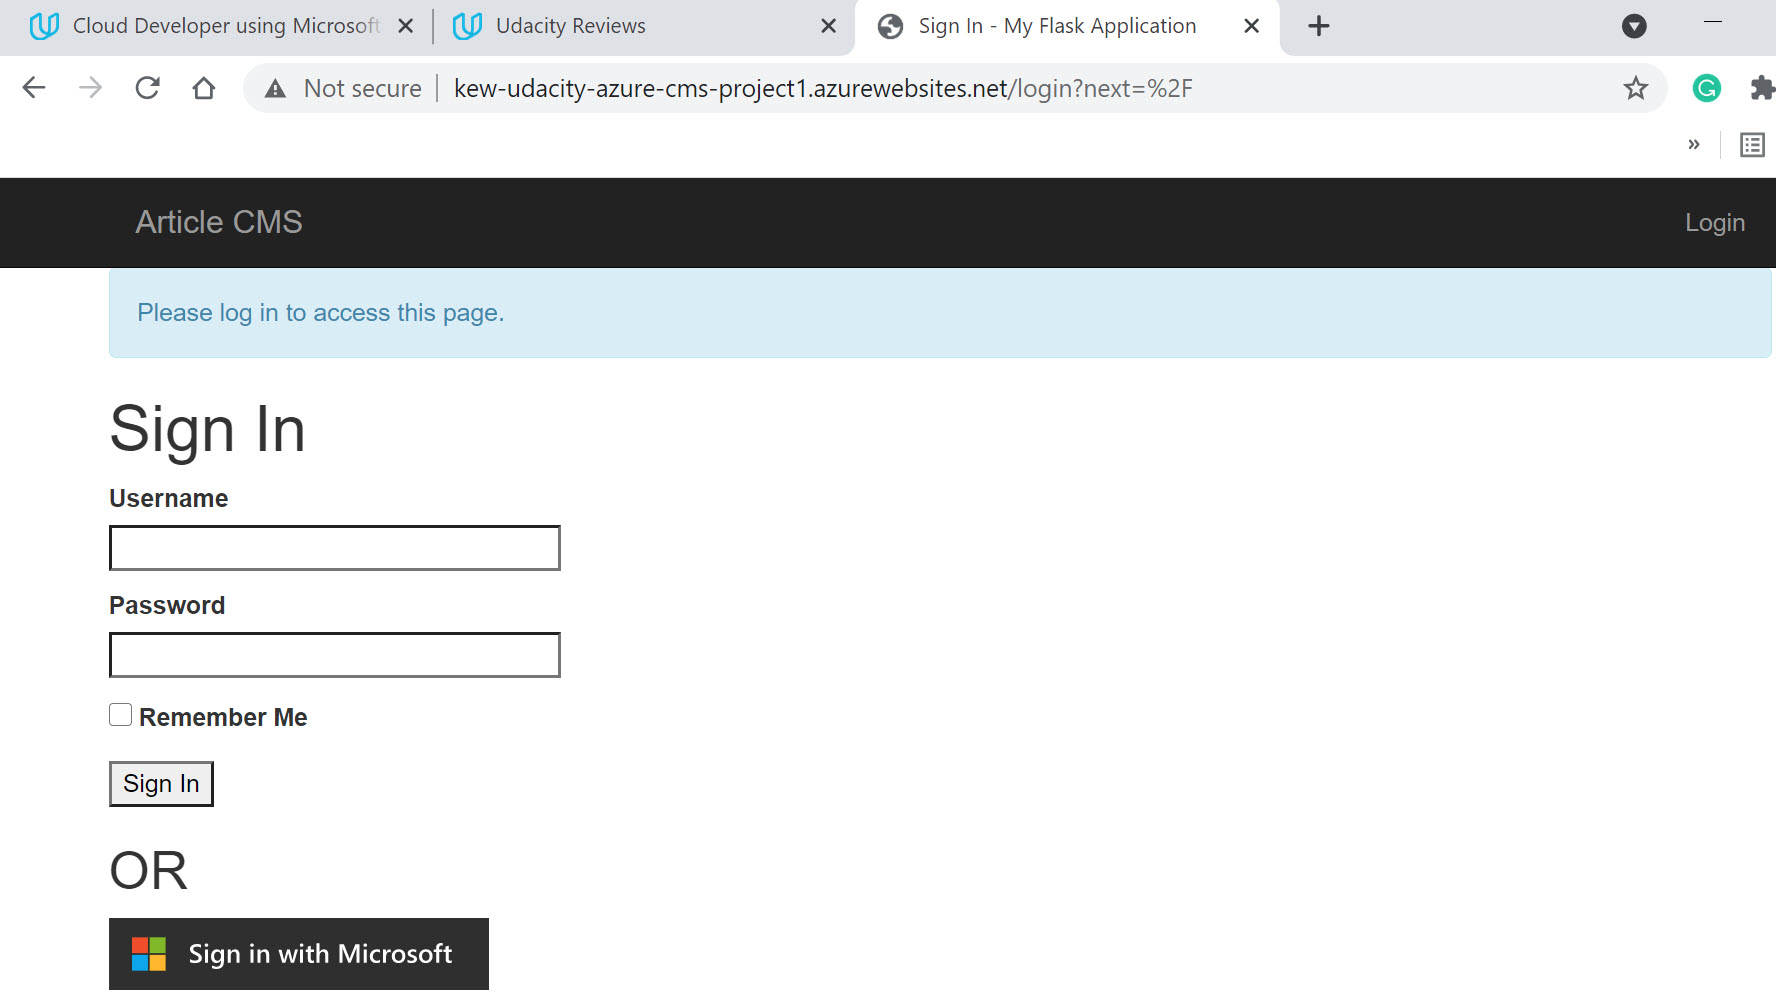 Cloud Developer using Microsoft
Udacity Reviews
Sign In - My Flask Application
Not secure
kew-udacity-azure-cms-project1.azurewebsites.net/login?next=%2F
»
Article CMS
Login
Please log in to access this page.
Sign In
Username
Password
Remember Me
Sign In
OR
Sign in with Microsoft